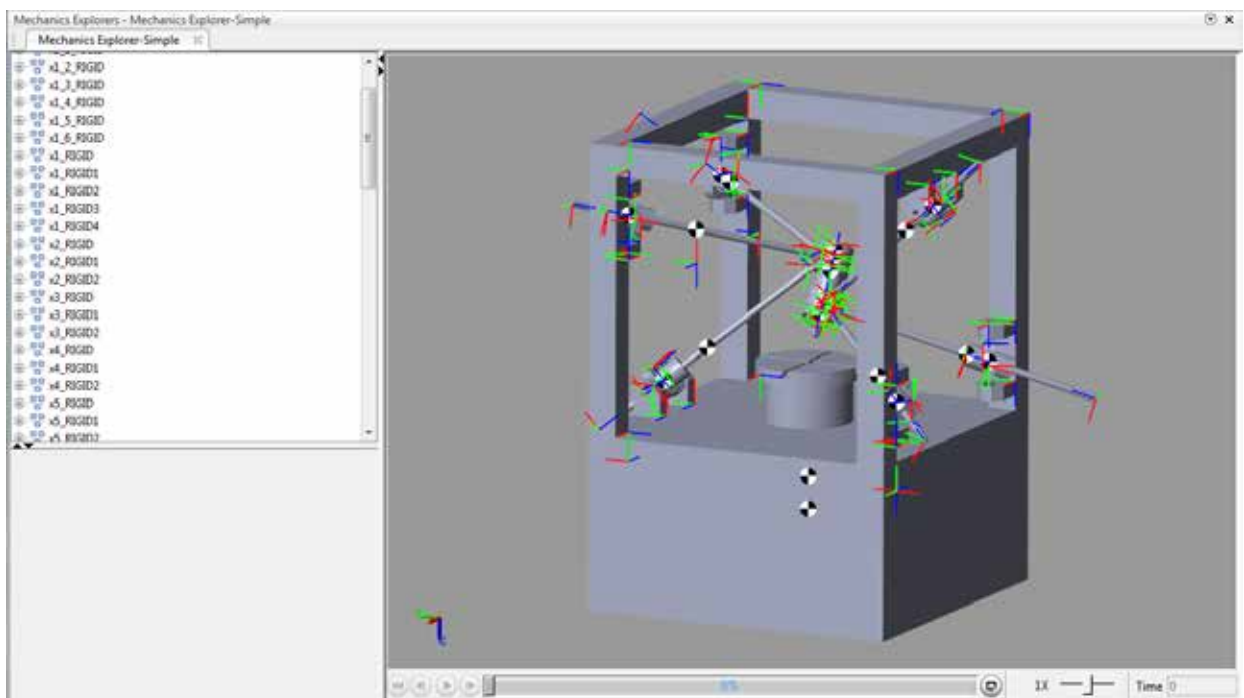 Mechanics Explorers - Mechanics Explorer-Simple
Mechanics Explorer-Simple
x1_2_RIGID
x1_3_RIGID
x1_4_RIGID
x1_5_RIGID
x1_6_RIGID
x1_RIGID
x1_RIGID1
x1_RIGID2
x1_RIGID3
x1_RIGID4
x2_RIGID
x2_RIGID1
x2_RIGID2
x3_RIGID
x3_RIGID1
x3_RIGID2
x4_RIGID
x4_RIGID1
x4_RIGID2
x5_RIGID
x5_RIGID1
x5_RIGID2
0%
1X
Time 0